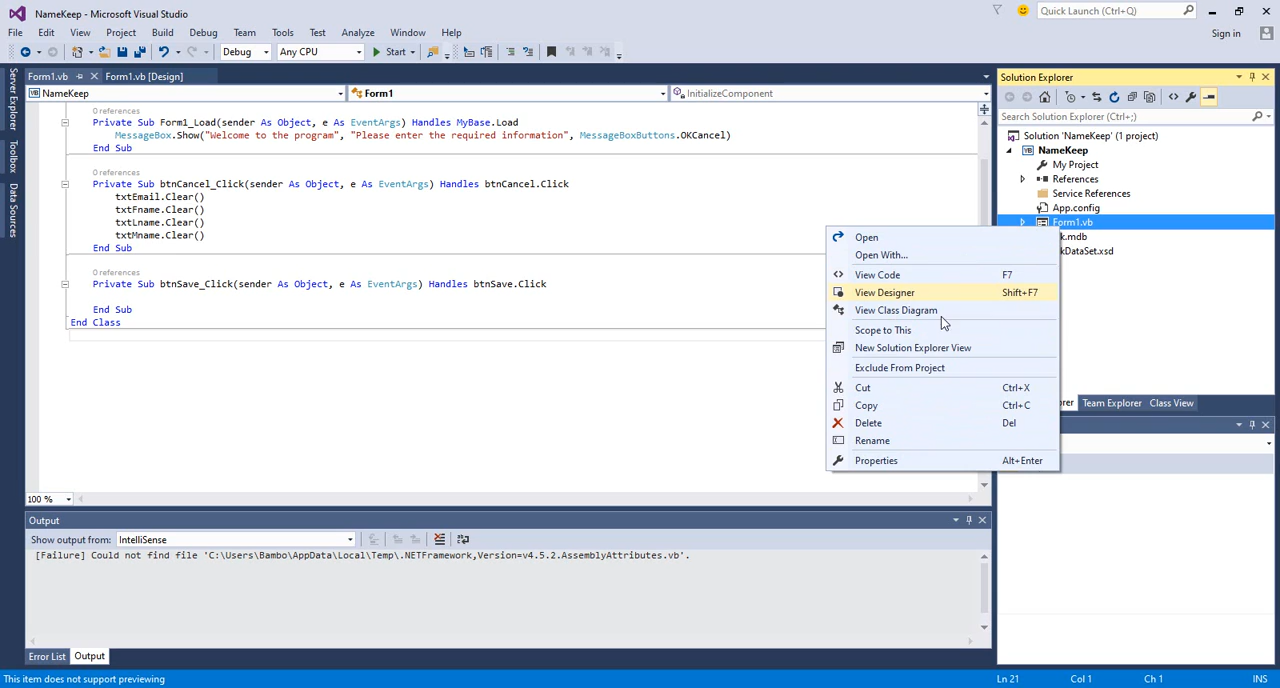 NameKeep - Microsoft Visual Studio
Quick Launch (Ctrl+Q)
File Edit View Project Build Debug Team Tools Test Analyze Window Help
Sign in
Debug Any CPU Start
Server Explorer
Toolbox
Data Sources
Form1.vb Form1.vb [Design]
NameKeep Form1 InitializeComponent
0 references
Private Sub Form1_Load(sender As Object, e As EventArgs) Handles MyBase.Load
MessageBox.Show("Welcome to the program", "Please enter the required information", MessageBoxButtons.OKCancel)
End Sub
0 references
Private Sub btnCancel_Click(sender As Object, e As EventArgs) Handles btnCancel.Click
txtEmail.Clear()
txtFname.Clear()
txtLname.Clear()
txtMname.Clear()
End Sub
0 references
Private Sub btnSave_Click(sender As Object, e As EventArgs) Handles btnSave.Click
End Sub
End Class
100 %
Solution Explorer
Search Solution Explorer (Ctrl+;)
Solution 'NameKeep' (1 project)
VB NameKeep
My Project
References
Service References
App.config
Form1.vb
k.mdb
kDataSet.xsd
Open
Open With...
View Code F7
View Designer Shift+F7
View Class Diagram
Scope to This
New Solution Explorer View
Exclude From Project
Cut Ctrl+X
Copy Ctrl+C
Delete Del
Rename
Properties Alt+Enter
rer Team Explorer Class View
Output
Show output from: IntelliSense
[Failure] Could not find file 'C:\Users\Bambo\AppData\Local\Temp\.NETFramework,Version=v4.5.2.AssemblyAttributes.vb'.
Error List Output
This item does not support previewing Ln 21 Col 1 Ch 1 INS